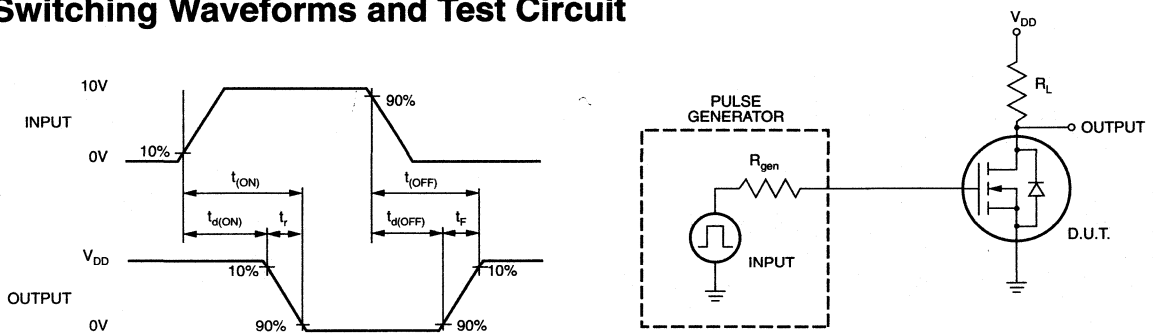 Switching Waveforms and Test Circuit
10V
INPUT
0V
10%
90%
t(ON)
t(OFF)
td(ON)
tr
td(OFF)
tF
VDD
10%
10%
OUTPUT
0V
90%
90%
PULSE
GENERATOR
Rgen
INPUT
VDD
RL
OUTPUT
D.U.T.